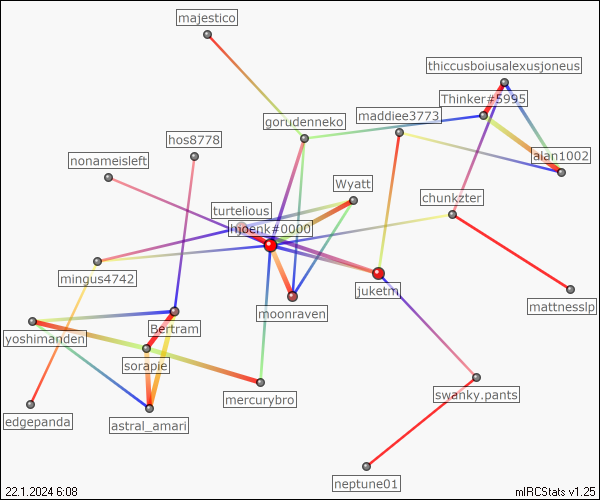 majestico
thiccusboiusalexusjoneus
Thinker#5995
maddiee3773
gorudenneko
hos8778
alan1002
nonameisleft
Wyatt
chunkzter
turtelious
hjoenk#0000
mingus4742
juketm
mattnesslp
moonraven
Bertram
yoshimanden
sorapie
swanky.pants
mercurybro
edgepanda
astral_amari
neptune01
22.1.2024 6:08
mIRCStats v1.25